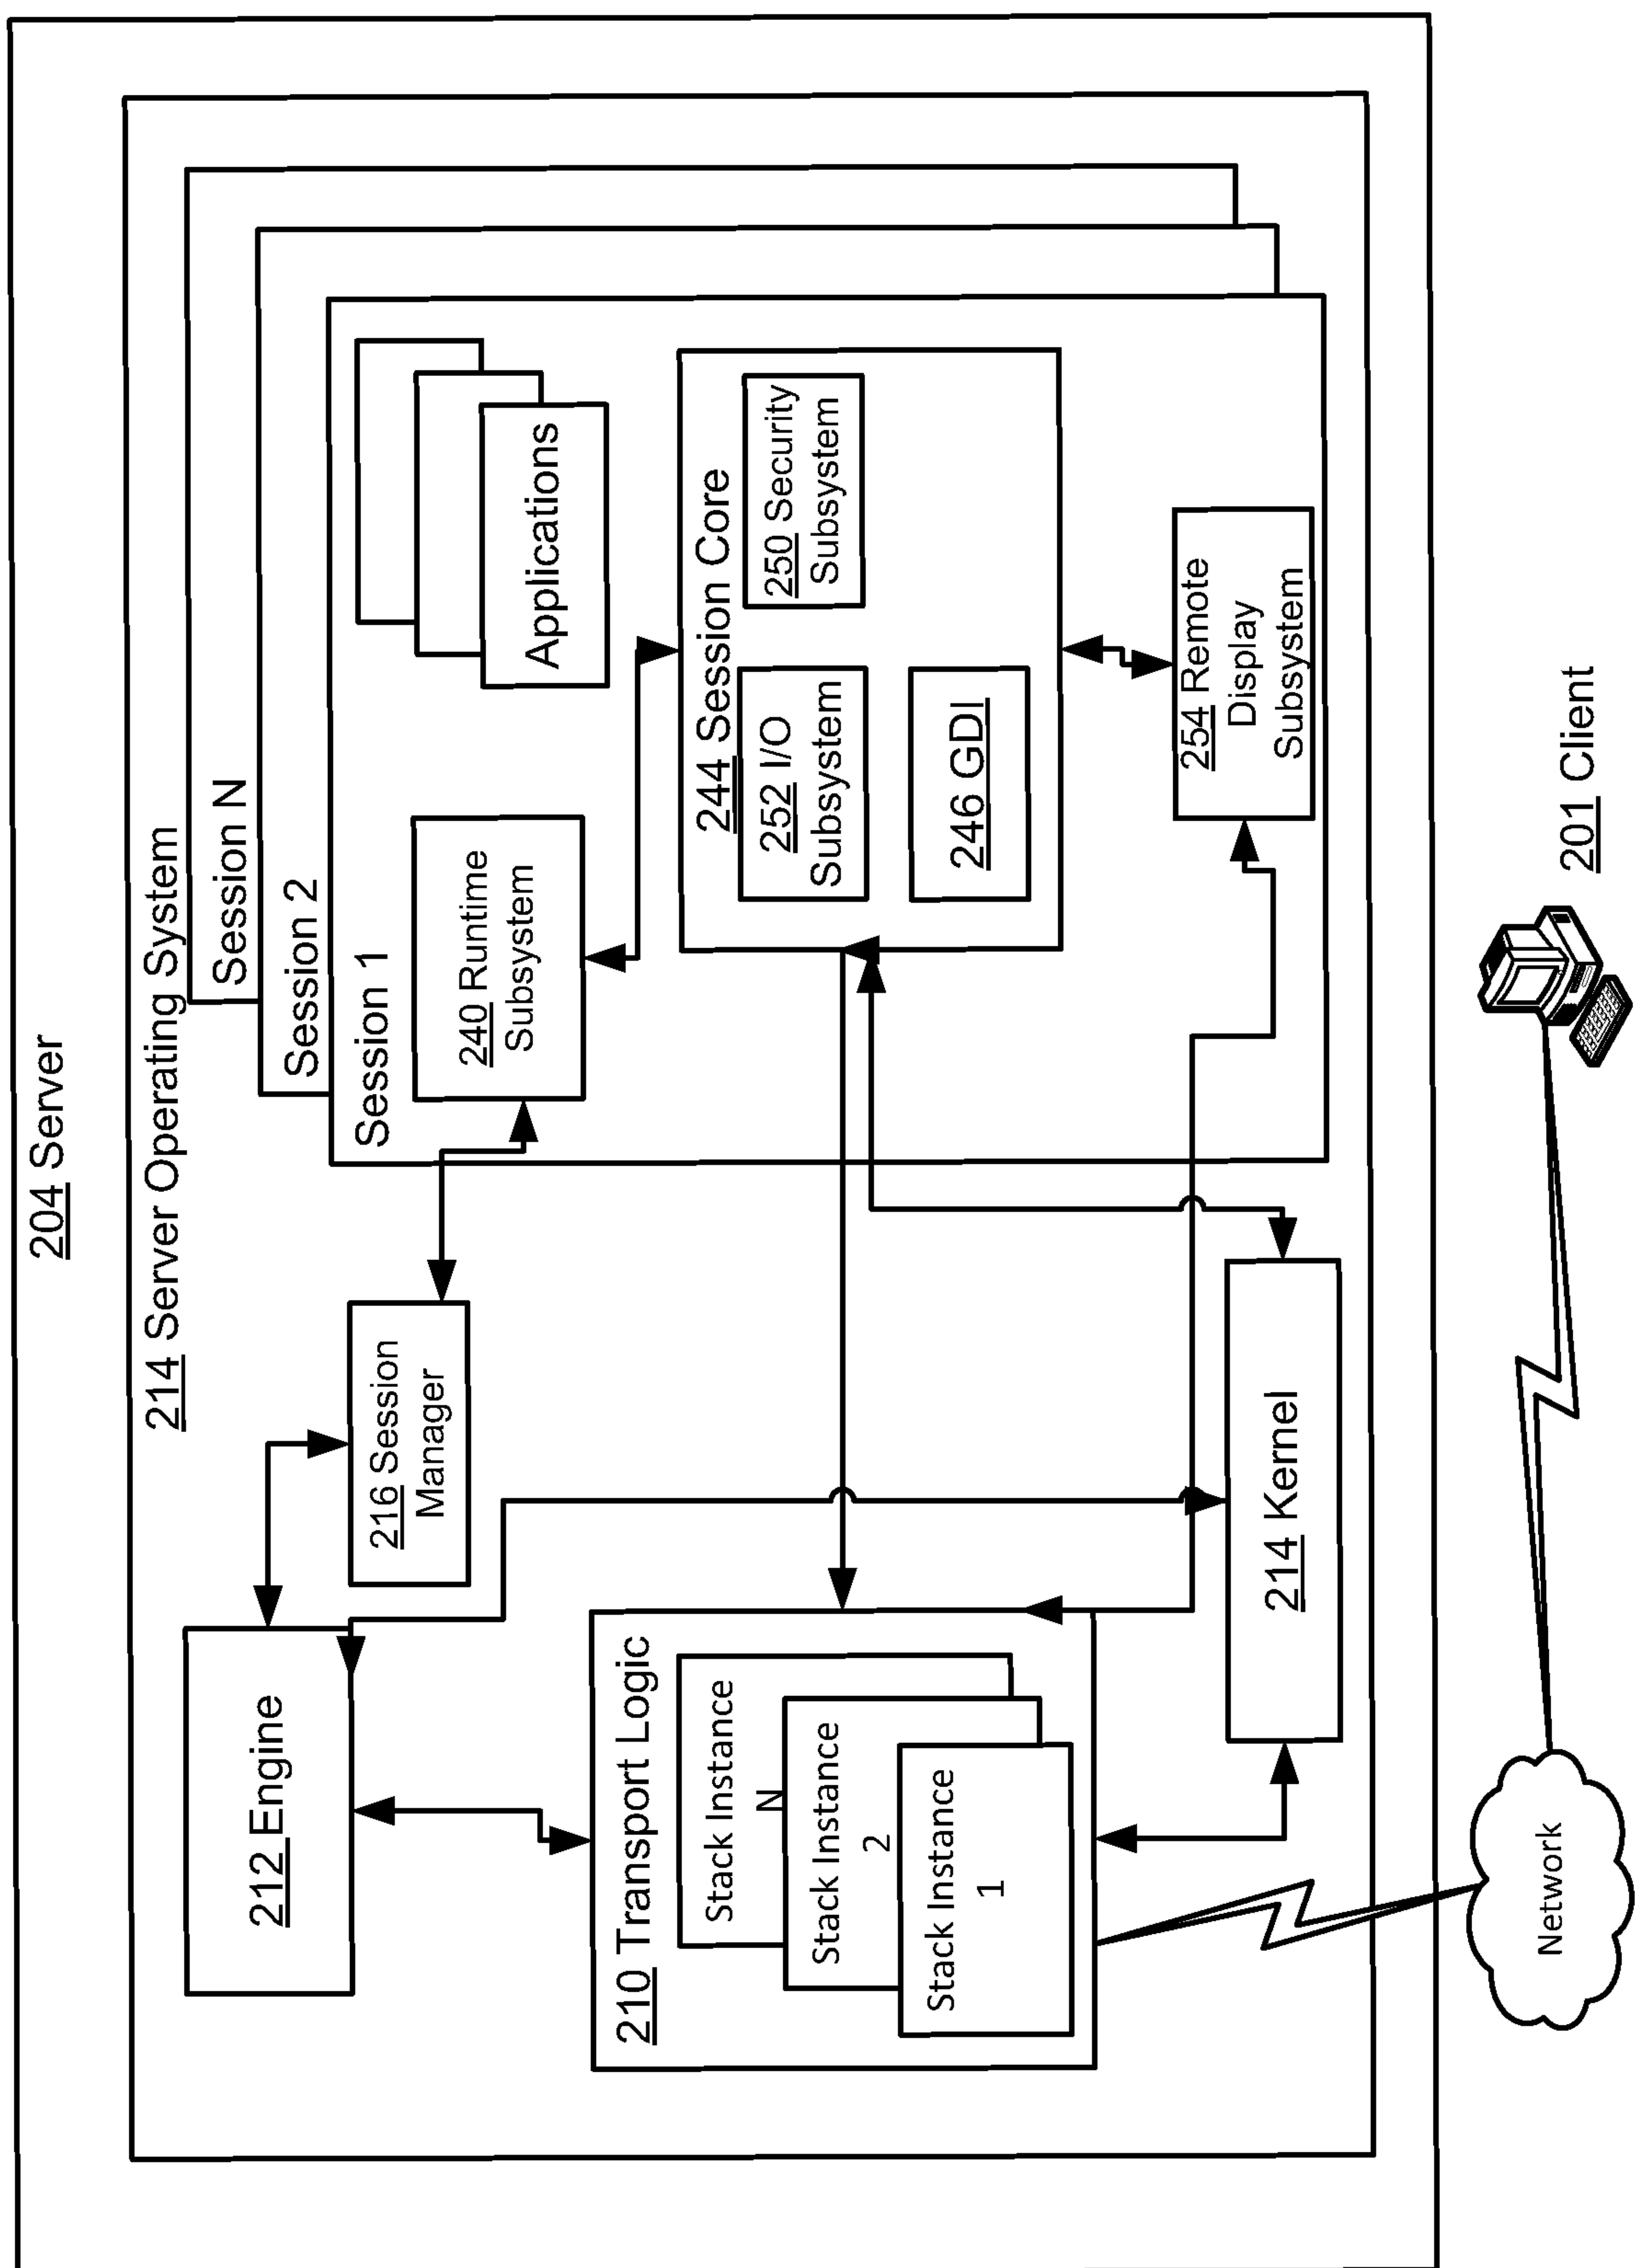 204 Server
214 Server Operating System
Session N
Session 2
Session 1
212 Engine
216 Session
Manager
240 Runtime
Subsystem
Applications
210 Transport Logic
Stack Instance
N
Stack Instance
2
Stack Instance
1
244 Session Core
252 I/O
Subsystem
250 Security
Subsystem
246 GDI
214 Kernel
254 Remote
Display
Subsystem
Network
201 Client